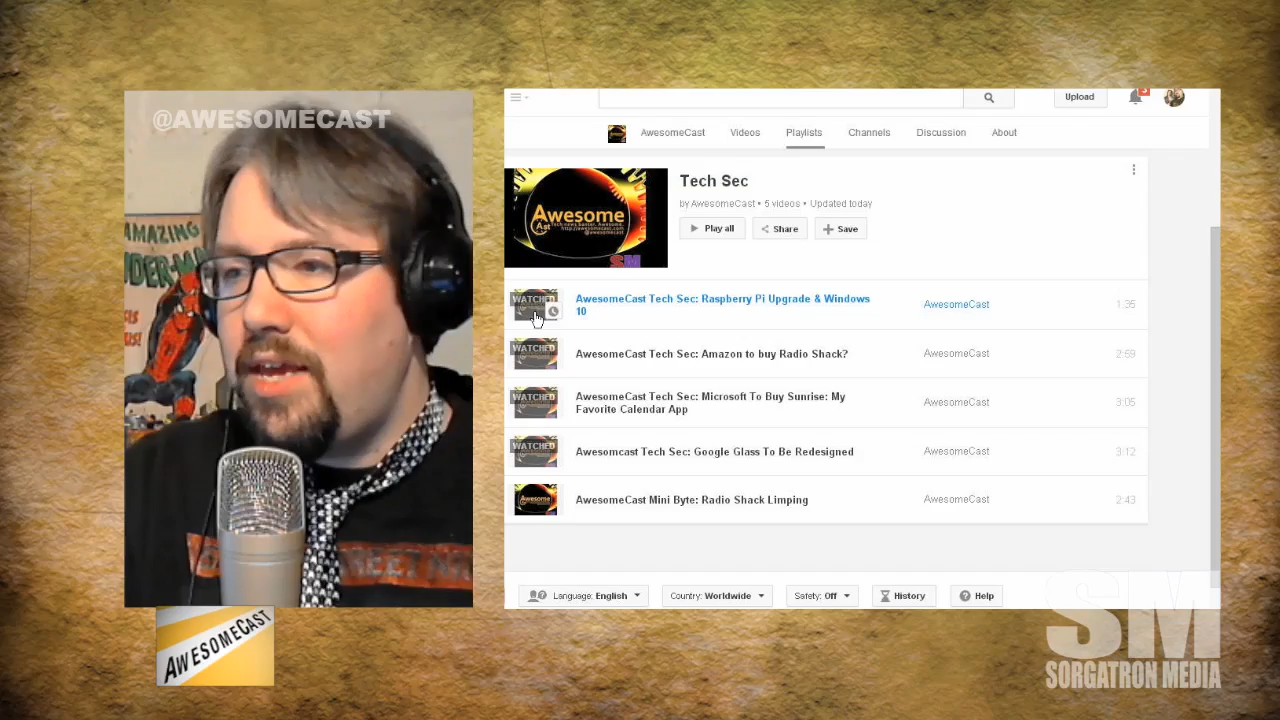 @AWESOMECAST
AMAZING
Upload
AwesomeCast Videos Playlists Channels Discussion About
Tech Sec
by AwesomeCast • 5 videos • Updated today
Play all Share Save
Awesome
Cast
SM
WATCHED
AwesomeCast Tech Sec: Raspberry Pi Upgrade & Windows
10
AwesomeCast
1:35
WATCHED
AwesomeCast Tech Sec: Amazon to buy Radio Shack?
AwesomeCast
2:59
WATCHED
AwesomeCast Tech Sec: Microsoft To Buy Sunrise: My
Favorite Calendar App
AwesomeCast
3:05
WATCHED
Awesomcast Tech Sec: Google Glass To Be Redesigned
AwesomeCast
3:12
Awesome
AwesomeCast Mini Byte: Radio Shack Limping
AwesomeCast
2:43
Language: English Country: Worldwide Safety: Off History Help
AWESOMECAST
SM
SORGATRON MEDIA